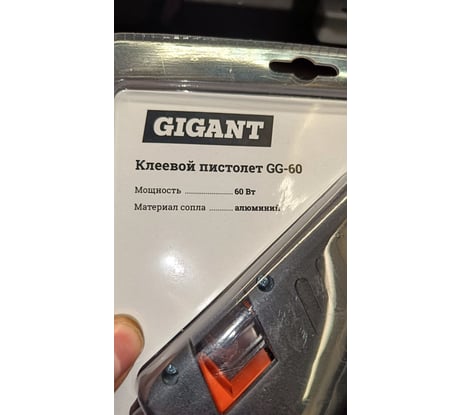 GIGANT
Клеевой пистолет GG-60
Мощность ................ 60 Вт
Материал сопла ........ алюминий